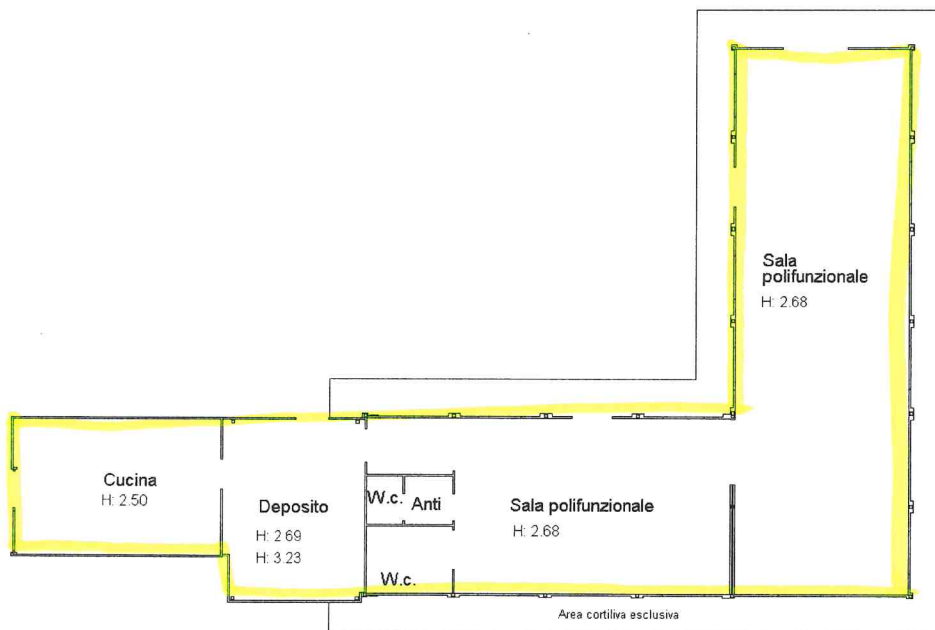 Sala
polifunzionale
H: 2.68
Cucina
H: 2.50
Deposito
H: 2.69
H: 3.23
W.c.
Anti
Sala polifunzionale
H: 2.68
W.c.
Area cortiliva esclusiva